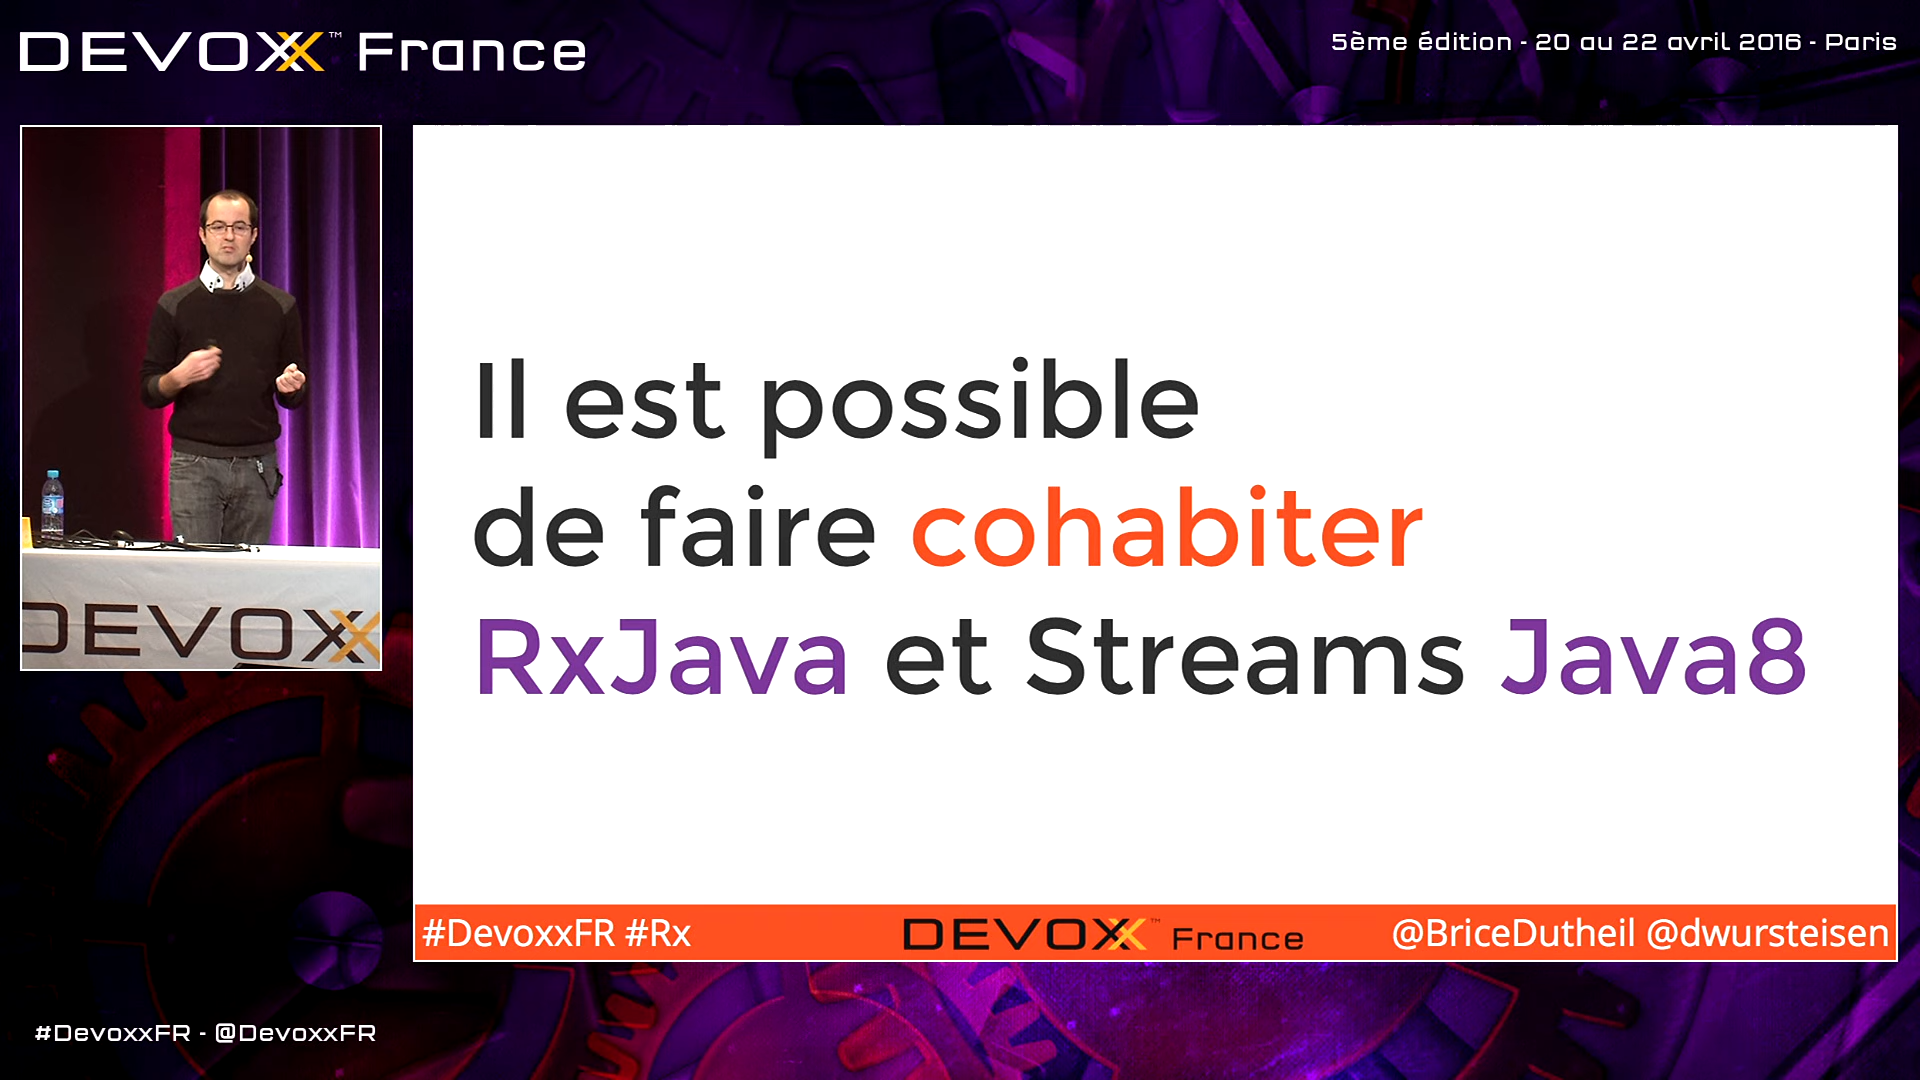 DEVOXX™ France
5ème édition - 20 au 22 avril 2016 - Paris
Il est possible
de faire cohabiter
RxJava et Streams Java8
DEVOXX
#DevoxxFR #Rx
DEVOXX™ France
@BriceDutheil @dwursteisen
#DevoxxFR - @DevoxxFR